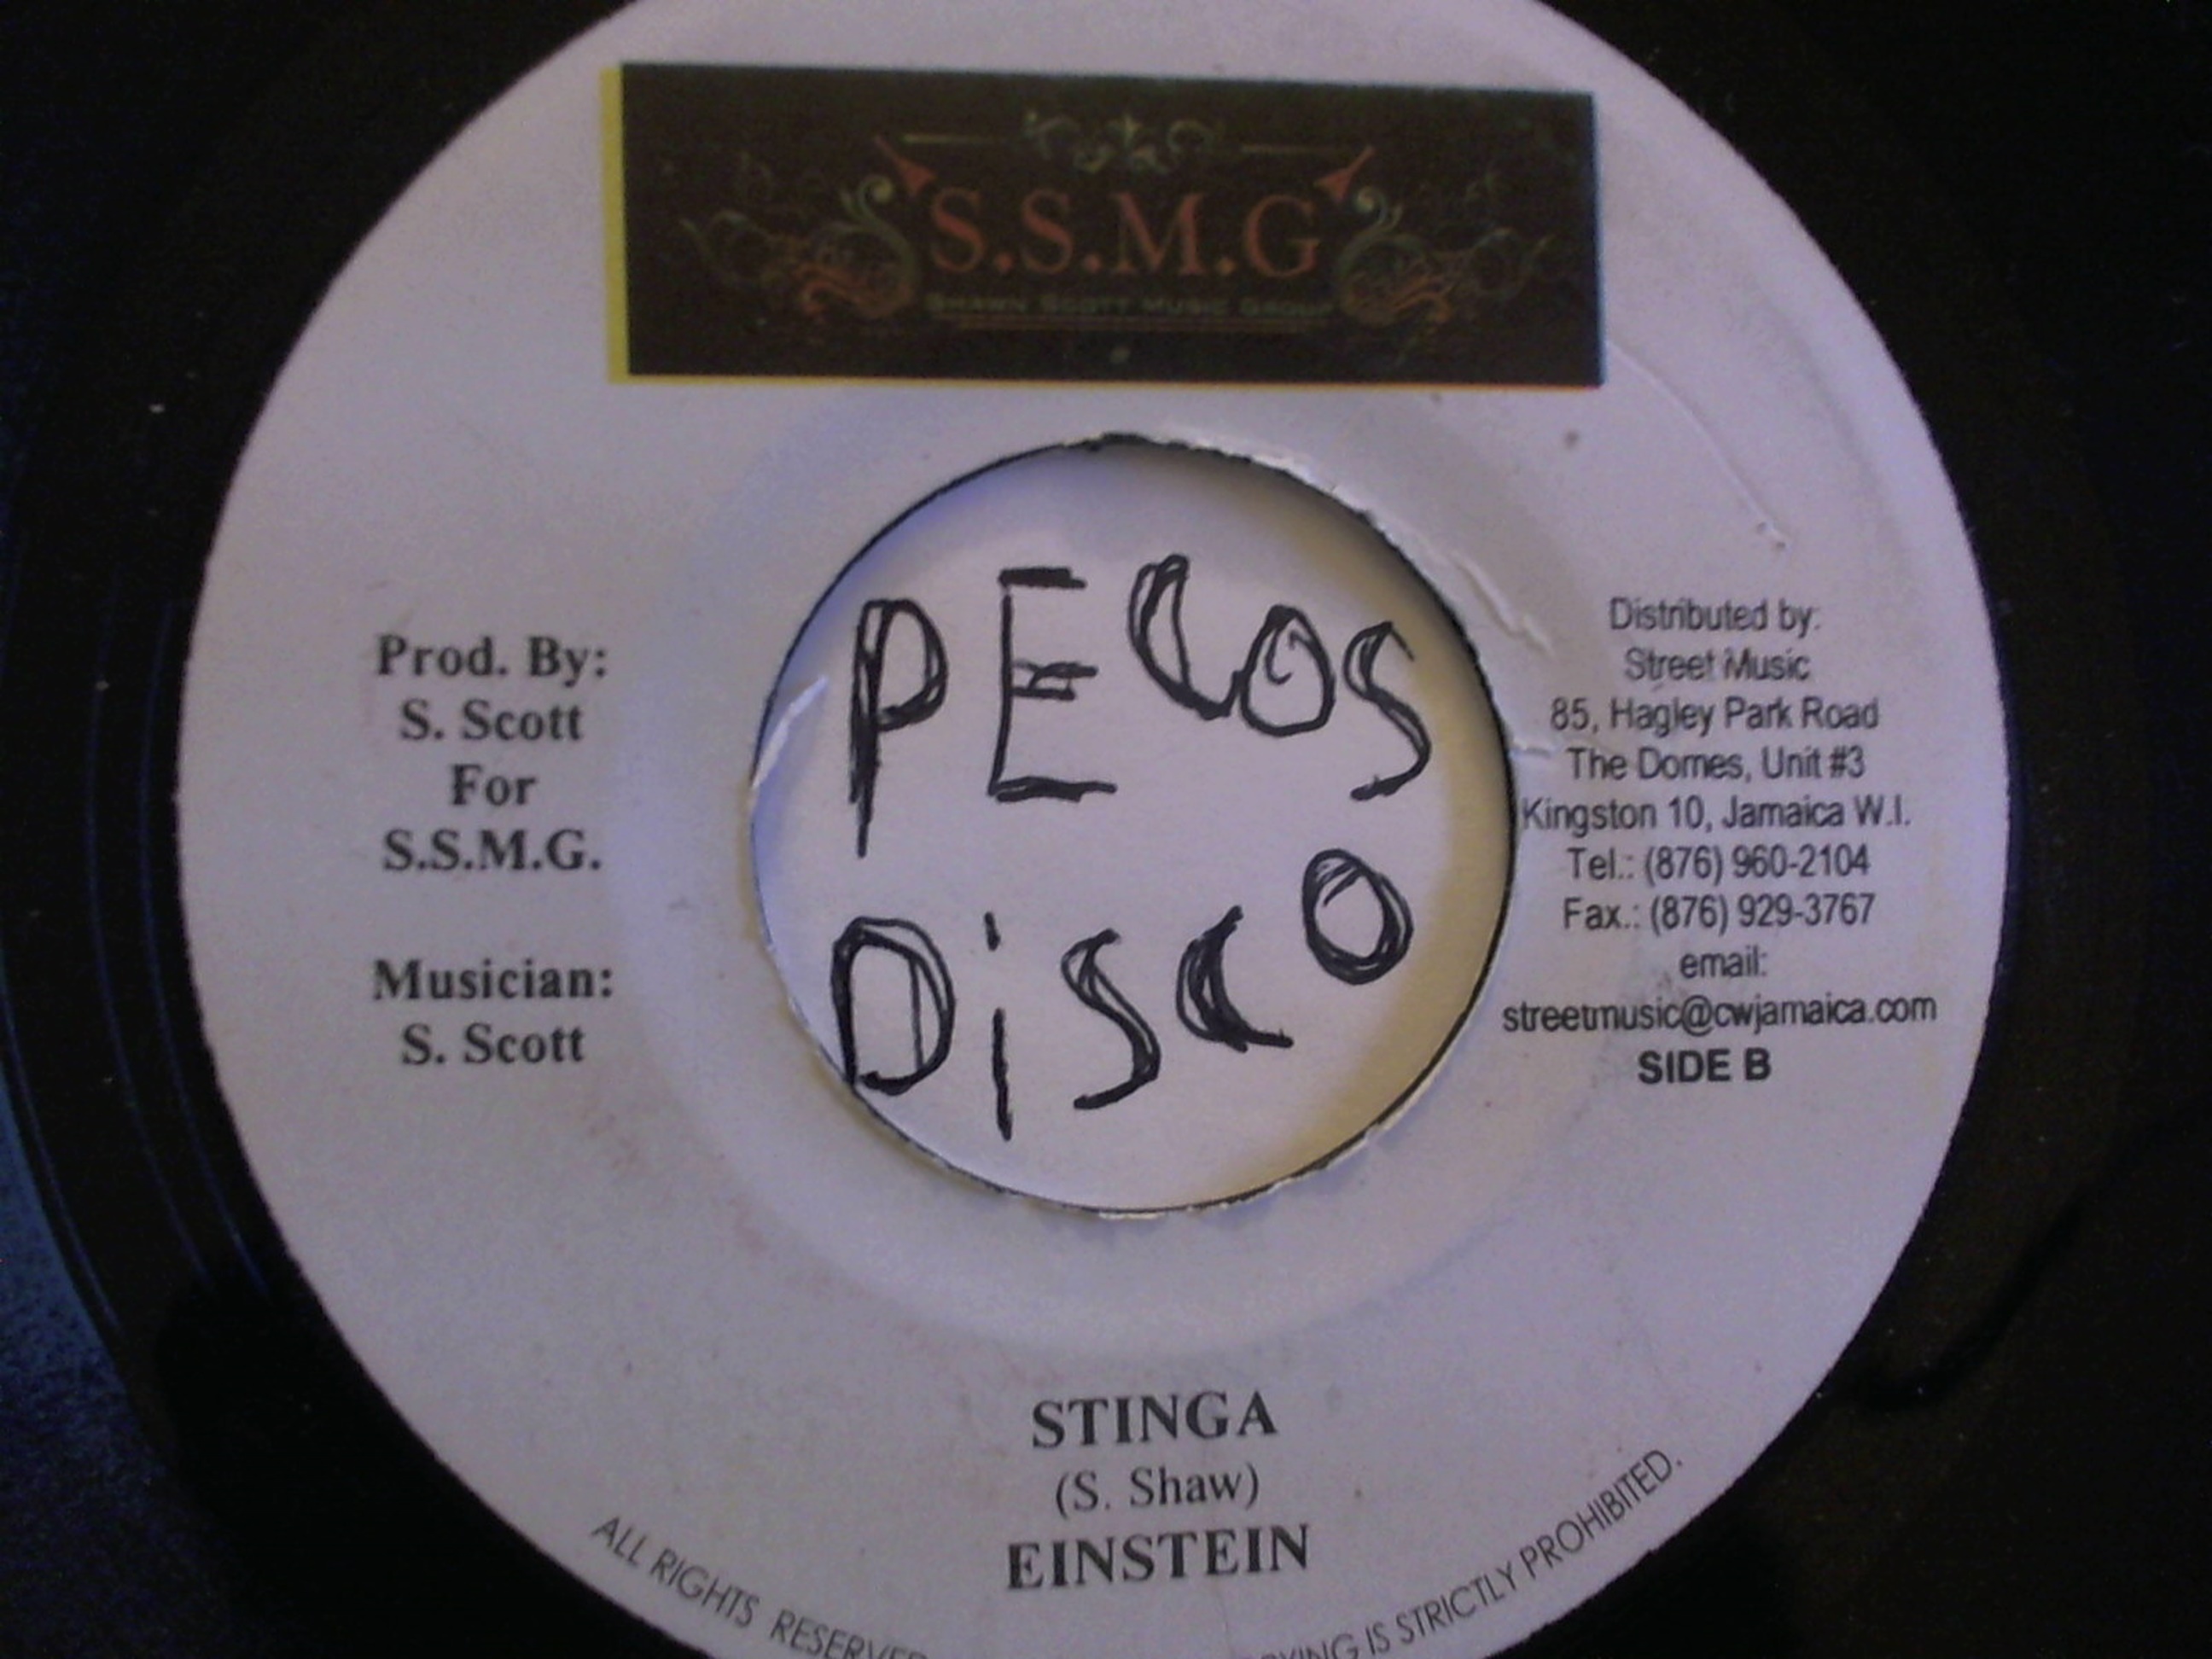 S.S.M.G
SHAWN SCOTT MUSIC GROUP
Prod. By:
S. Scott
For
S.S.M.G.
Musician:
S. Scott
PECOS
DiSCO
Distributed by:
Street Music
85, Hagley Park Road
The Domes, Unit #3
Kingston 10, Jamaica W.I.
Tel.: (876) 960-2104
Fax.: (876) 929-3767
email:
streetmusic@cwjamaica.com
SIDE B
STINGA
(S. Shaw)
EINSTEIN
ALL RIGHTS IS STRICTLY PROHIBITED.